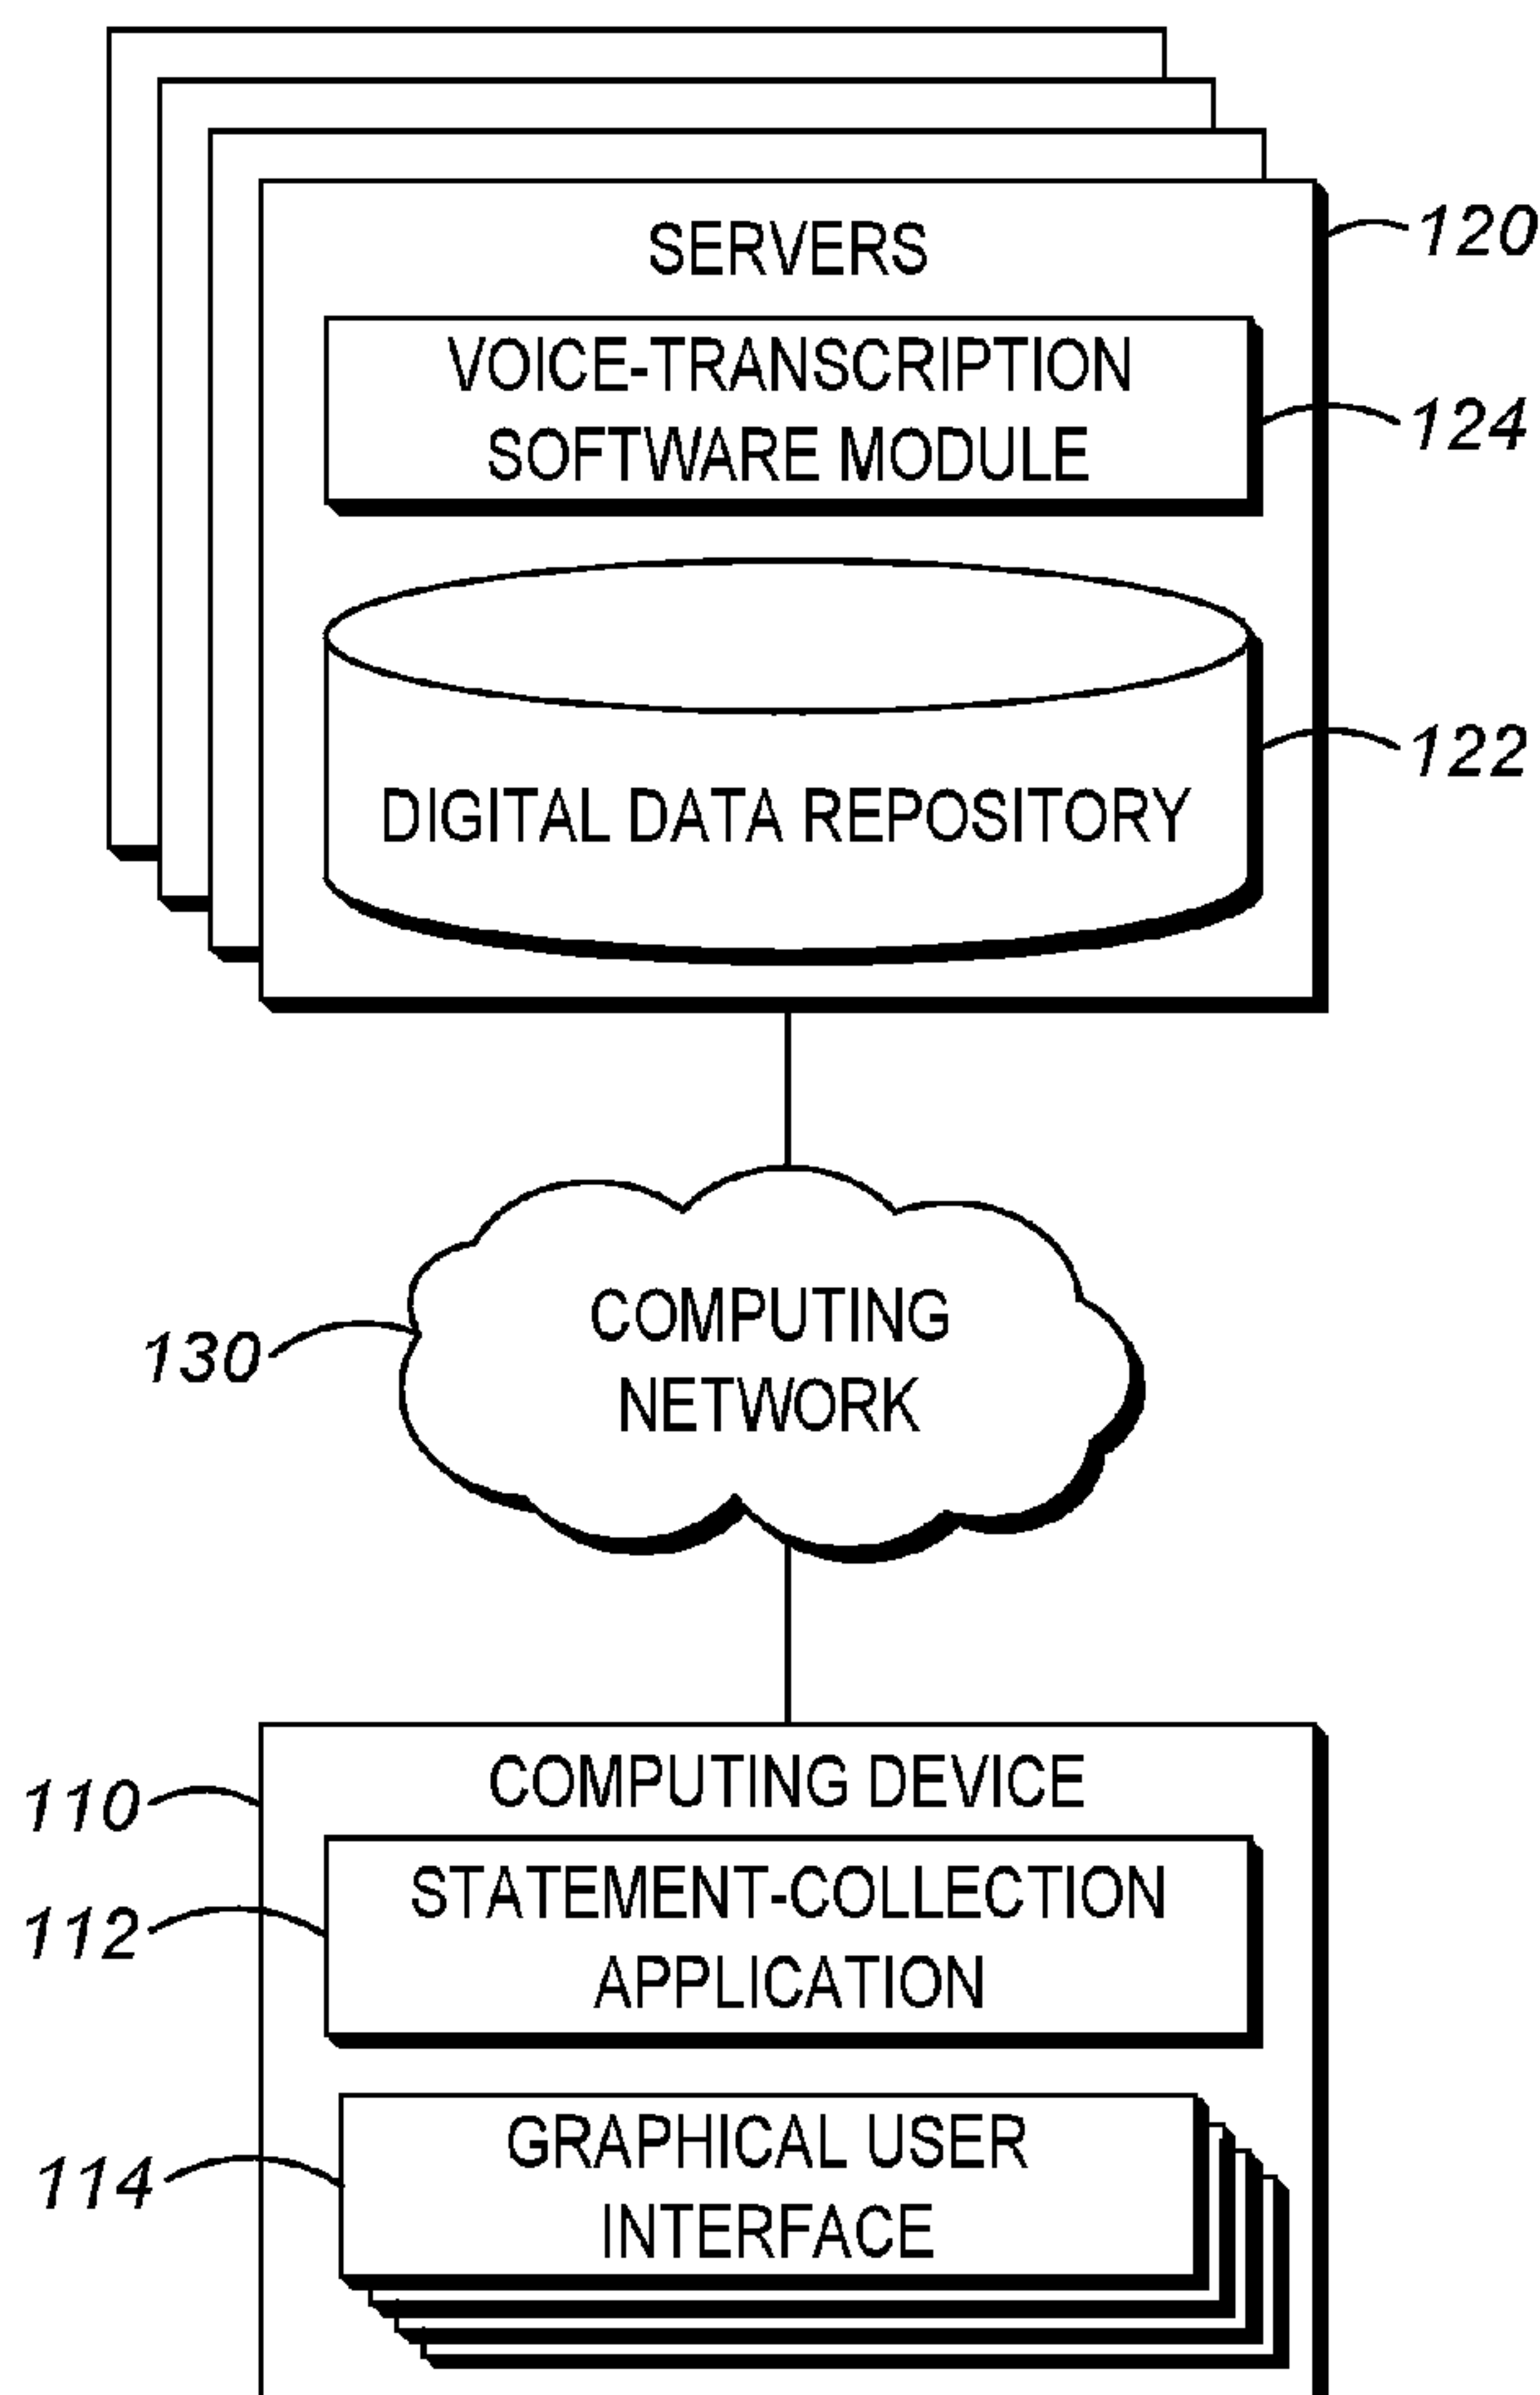 SERVERS
120
VOICE-TRANSCRIPTION
SOFTWARE MODULE
124
DIGITAL DATA REPOSITORY
122
COMPUTING
NETWORK
130
COMPUTING DEVICE
110
STATEMENT-COLLECTION
APPLICATION
112
GRAPHICAL USER
INTERFACE
114